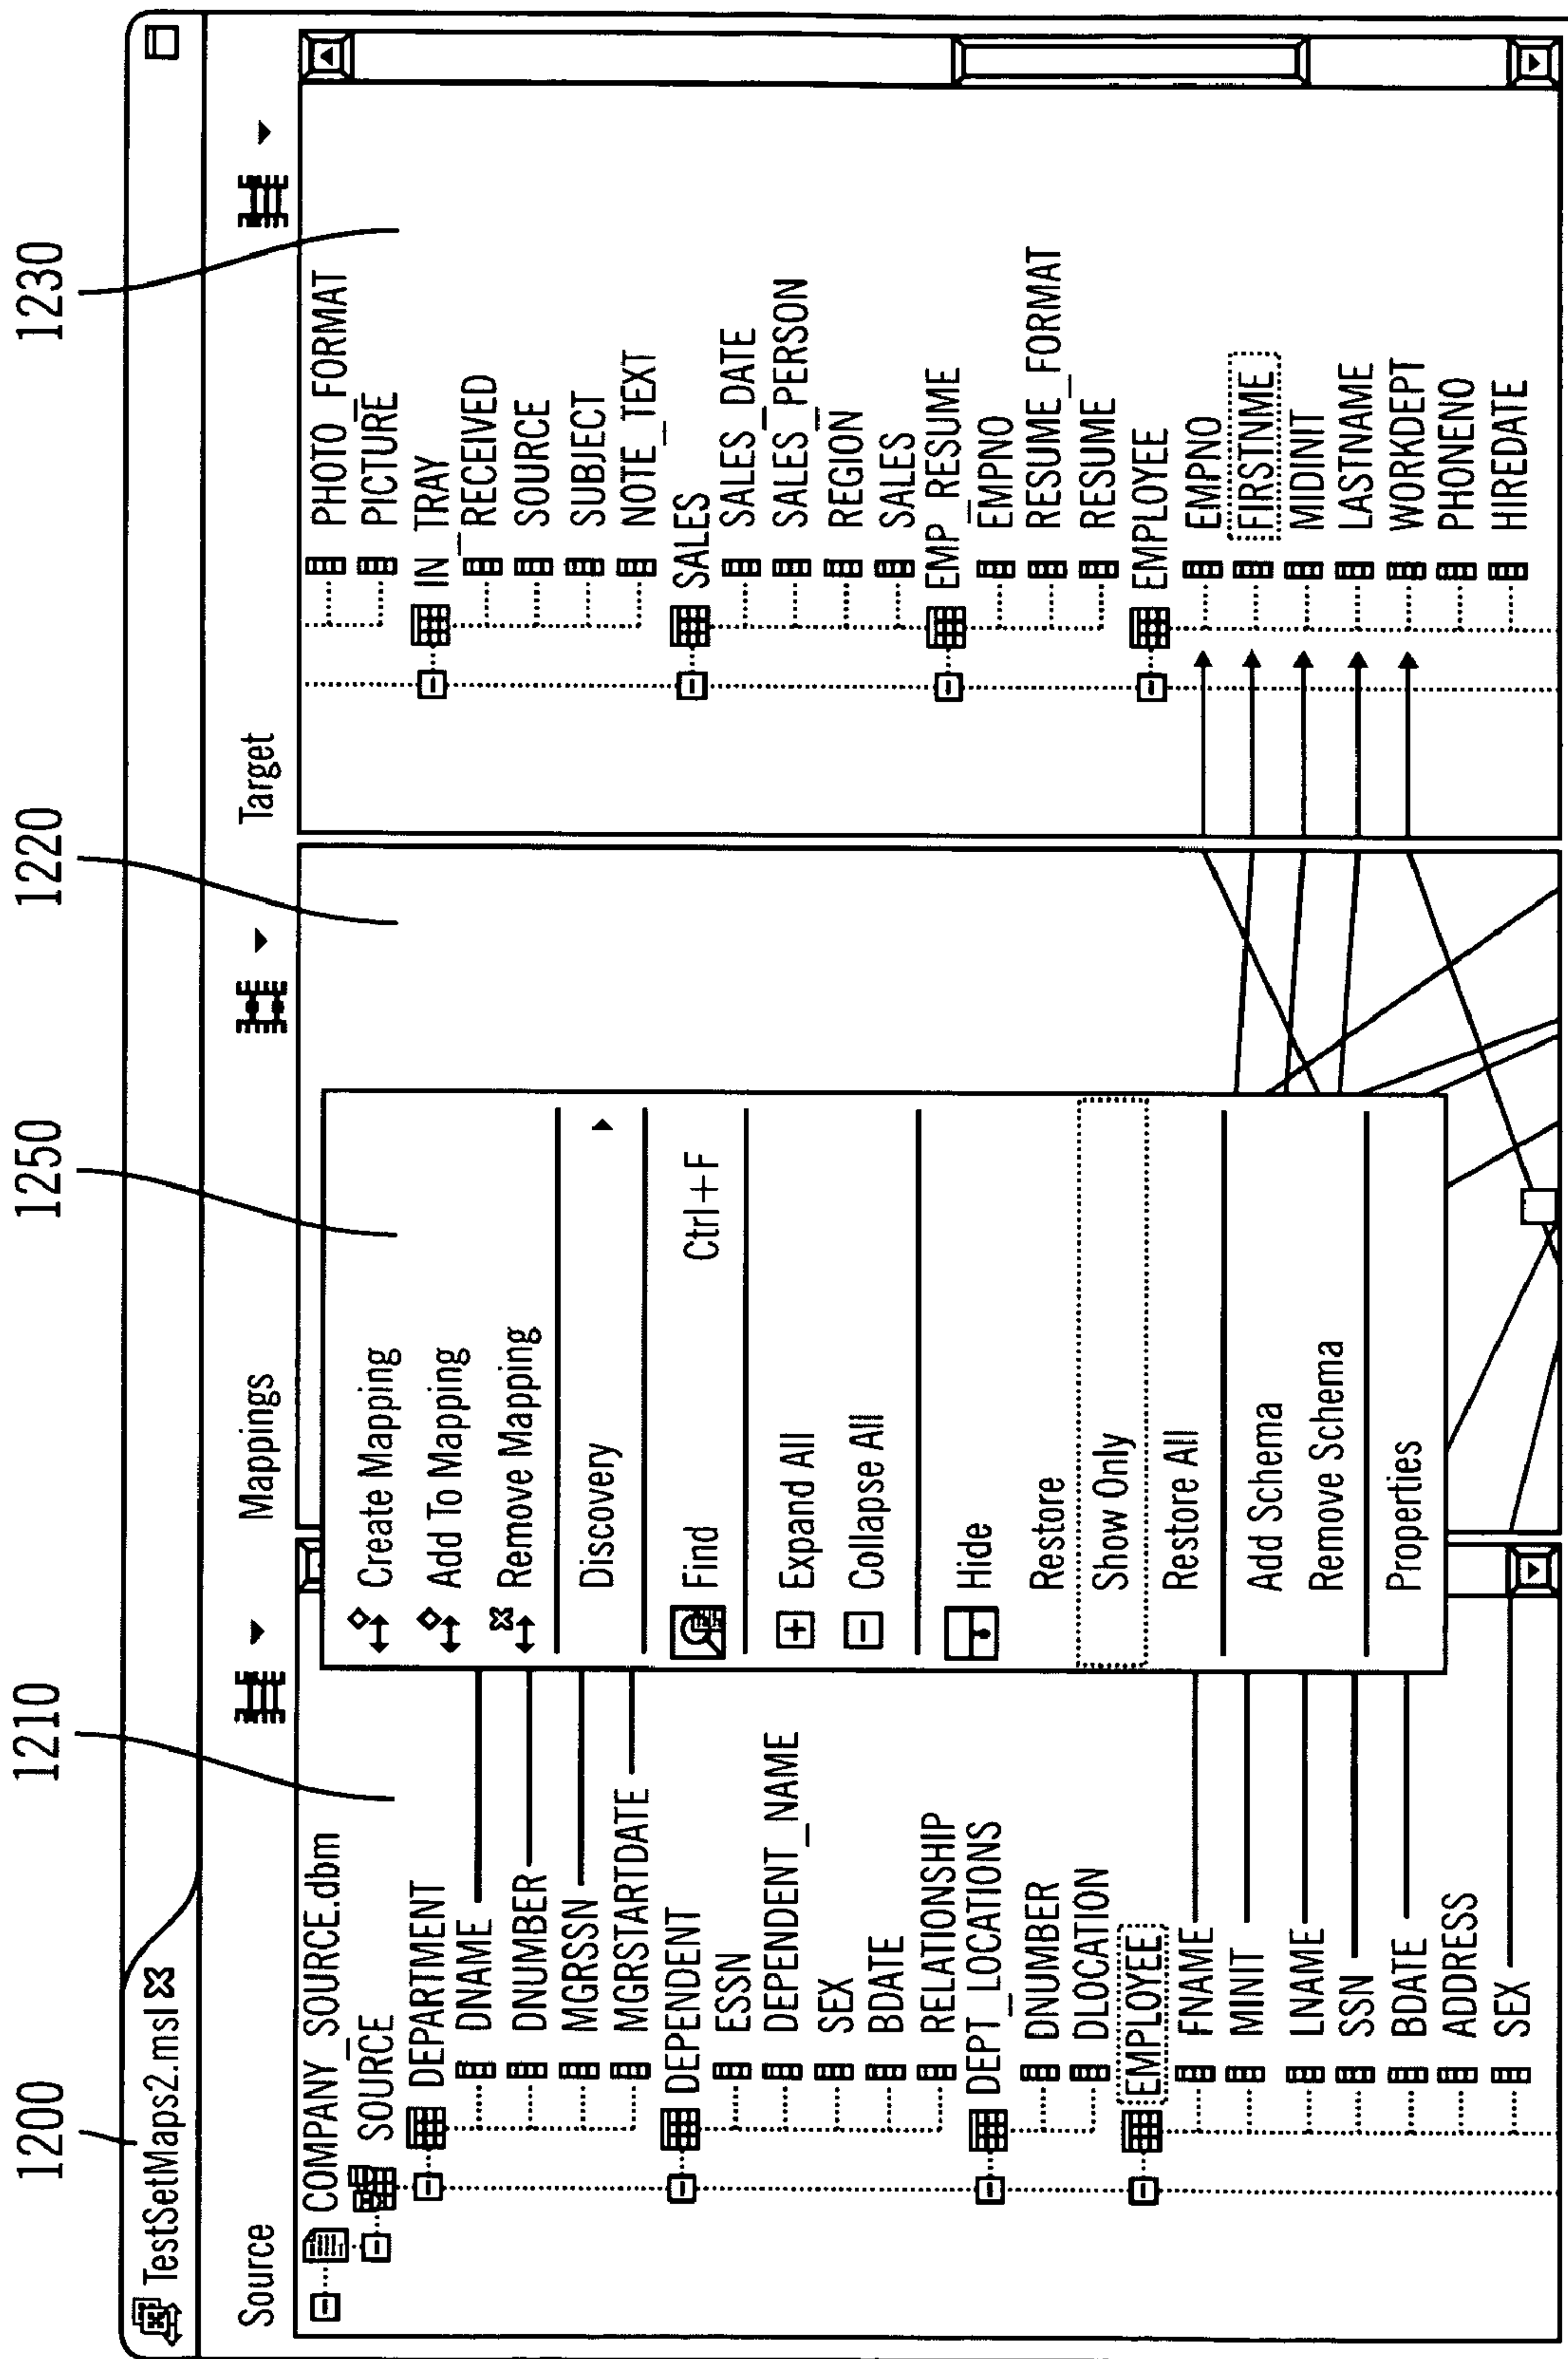 1200
1210
1250
1220
1230
TestSetMaps2.msl
Source
Mappings
Target
COMPANY_SOURCE.dbm
SOURCE
DEPARTMENT
DNAME
DNUMBER
MGRSSN
MGRSTARTDATE
DEPENDENT
ESSN
DEPENDENT_NAME
SEX
BDATE
RELATIONSHIP
DEPT_LOCATIONS
DNUMBER
DLOCATION
EMPLOYEE
FNAME
MINIT
LNAME
SSN
BDATE
ADDRESS
SEX
Create Mapping
Add To Mapping
Remove Mapping
Discovery
Find Ctrl+F
Expand All
Collapse All
Hide
Restore
Show Only
Restore All
Add Schema
Remove Schema
Properties
PHOTO_FORMAT
PICTURE
IN_TRAY
RECEIVED
SOURCE
SUBJECT
NOTE_TEXT
SALES
SALES_DATE
SALES_PERSON
REGION
SALES
EMP_RESUME
EMPNO
RESUME_FORMAT
RESUME
EMPLOYEE
EMPNO
FIRSTNME
MIDINIT
LASTNAME
WORKDEPT
PHONENO
HIREDATE